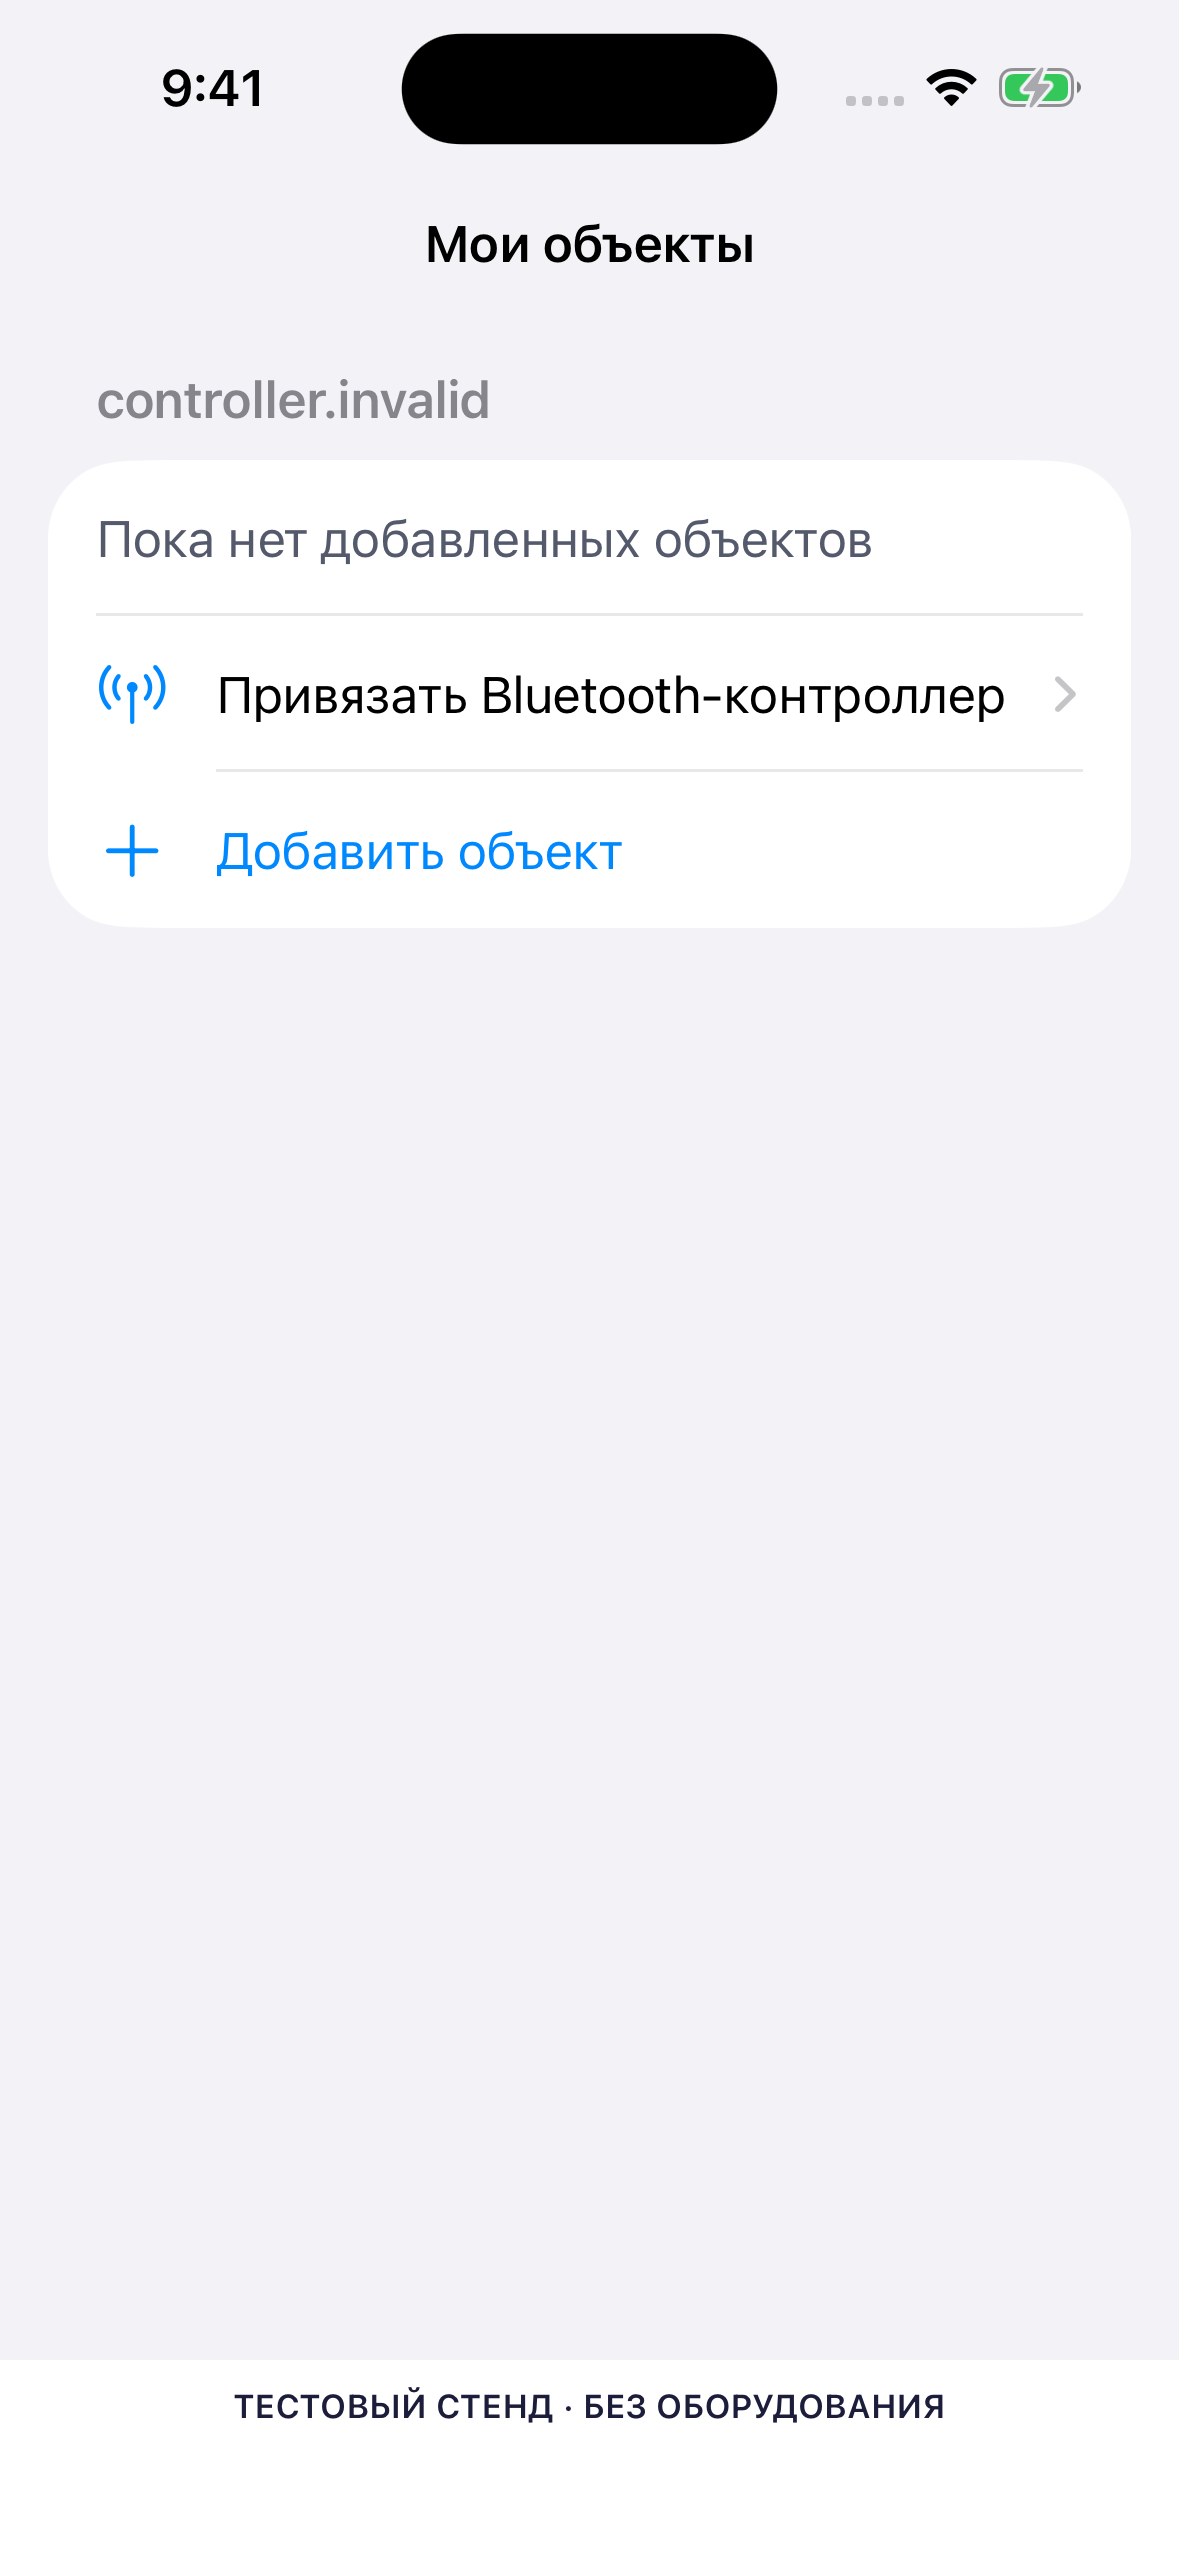 9:41
Мои объекты
controller.invalid
Пока нет добавленных объектов
Привязать Bluetooth-контроллер
Добавить объект
ТЕСТОВЫЙ СТЕНД · БЕЗ ОБОРУДОВАНИЯ